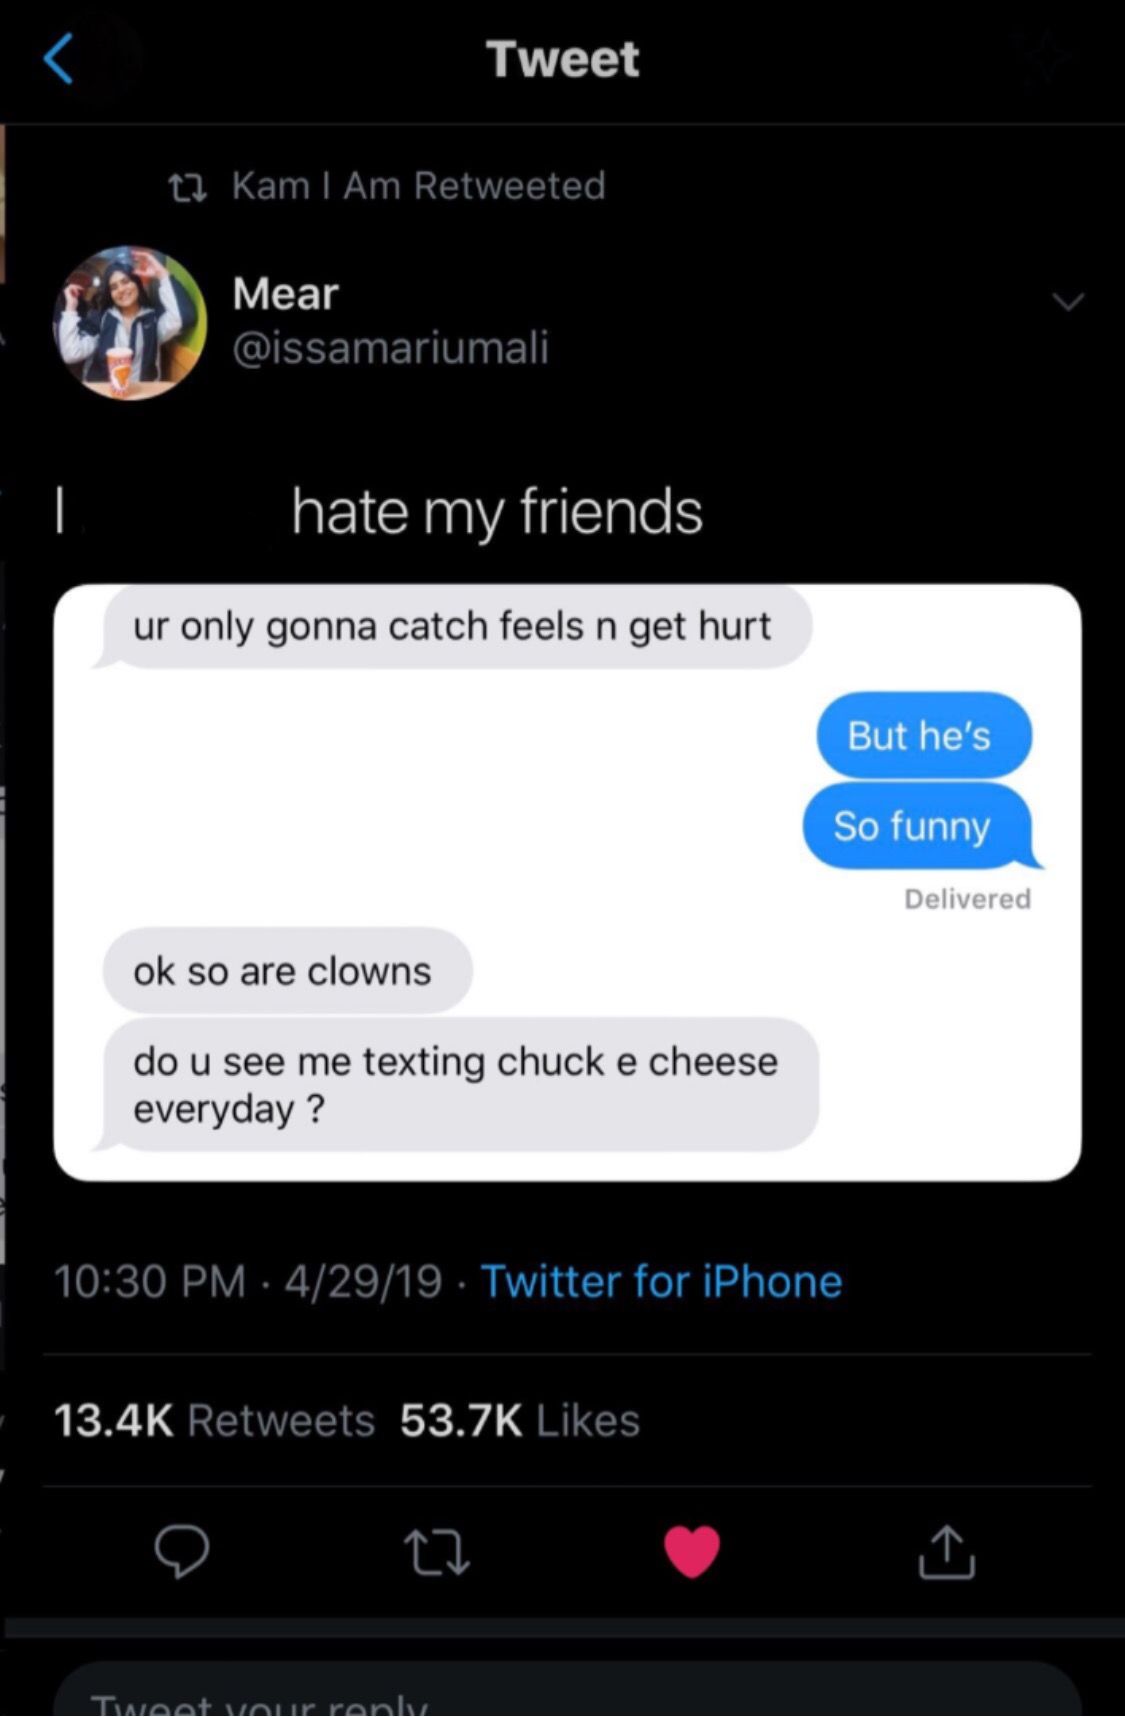 Tweet
Kam I Am Retweeted
Mear
@issamariumali
I hate my friends
ur only gonna catch feels n get hurt
But he's
So funny
Delivered
ok so are clowns
do u see me texting chuck e cheese
everyday ?
10:30 PM · 4/29/19 · Twitter for iPhone
13.4K Retweets 53.7K Likes
Tweet your reply